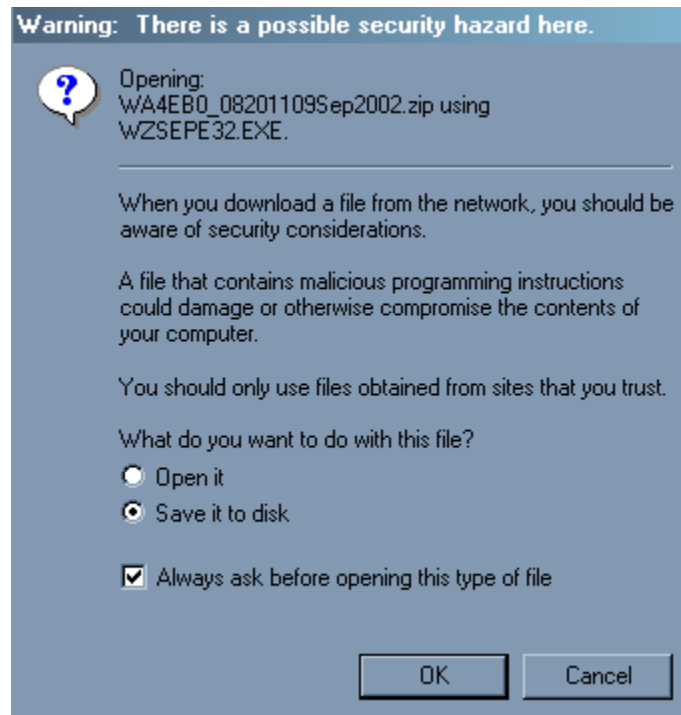 Warning: There is a possible security hazard here.
Opening:
WA4EB0_08201109Sep2002.zip using
WZSEPE32.EXE.
When you download a file from the network, you should be
aware of security considerations.
A file that contains malicious programming instructions
could damage or otherwise compromise the contents of
your computer.
You should only use files obtained from sites that you trust.
What do you want to do with this file?
Open it
Save it to disk
Always ask before opening this type of file
OK Cancel